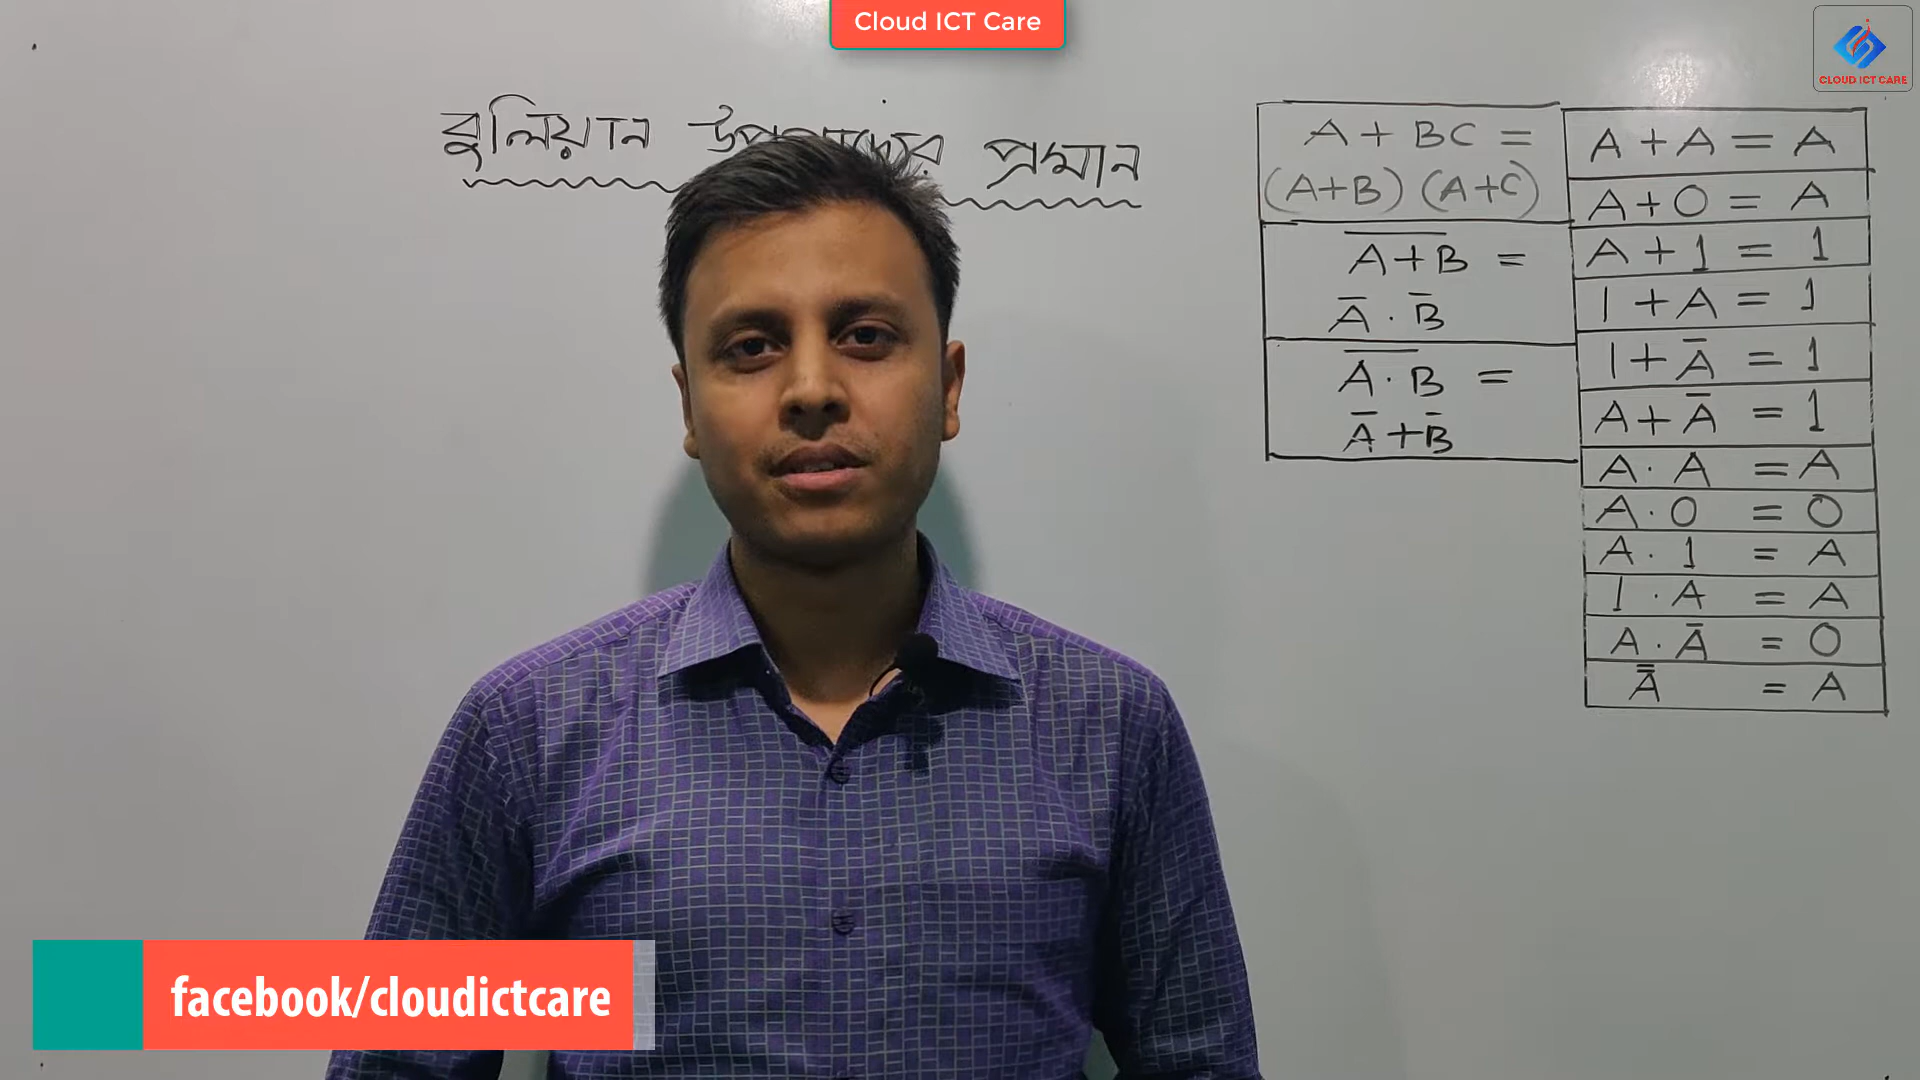 Cloud ICT Care
CLOUD ICT CARE
বুলিয়ান উপপাদ্যের প্রমান
A + BC =
(A+B) (A+C)
A̅+̅B̅ =
A̅ . B̅
A̅.̅B̅ =
A̅ + B̅
A + A = A
A + 0 = A
A + 1 = 1
1 + A = 1
1 + A̅ = 1
A + A̅ = 1
A . A = A
A . 0 = 0
A . 1 = A
1 . A = A
A . A̅ = 0
A̿ = A
facebook/cloudictcare